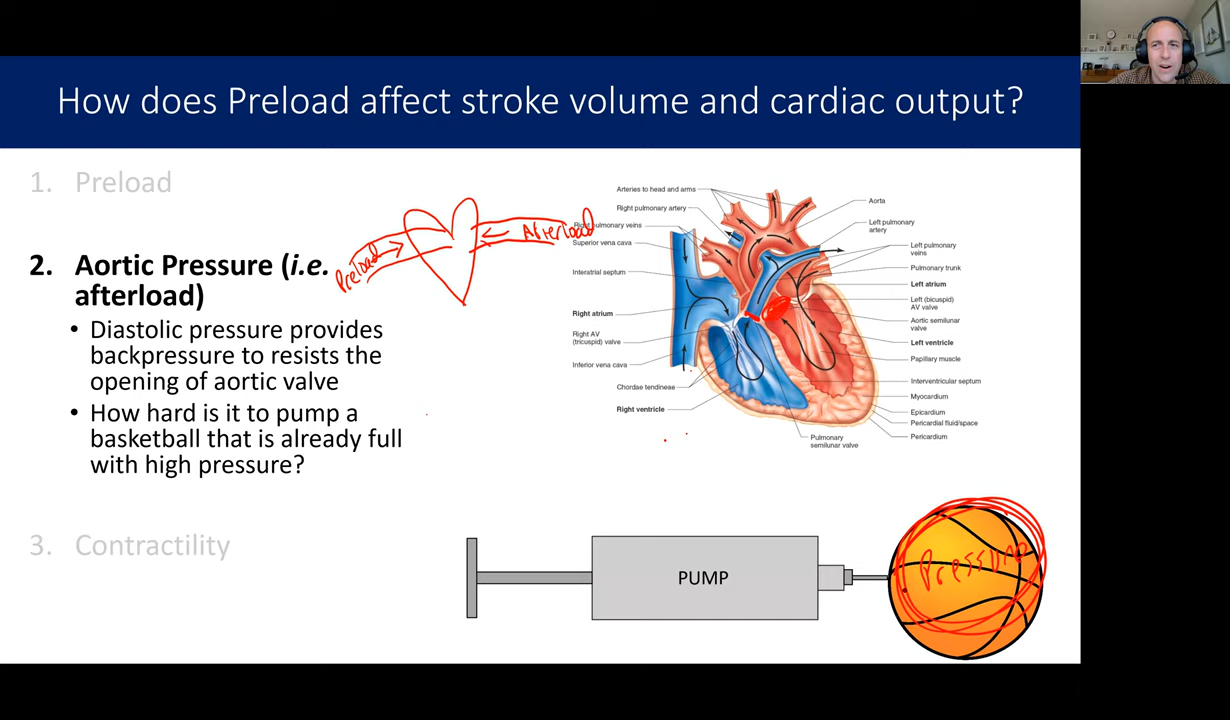 How does Preload affect stroke volume and cardiac output?
1. Preload
2. Aortic Pressure (i.e.
afterload)
• Diastolic pressure provides
backpressure to resists the
opening of aortic valve
• How hard is it to pump a
basketball that is already full
with high pressure?
3. Contractility
Preload
Afterload
Arteries to head and arms
Right pulmonary artery
Right pulmonary veins
Superior vena cava
Interatrial septum
Right atrium
Right AV
(tricuspid) valve
Inferior vena cava
Chordae tendineae
Right ventricle
Aorta
Left pulmonary
artery
Left pulmonary
veins
Pulmonary trunk
Left atrium
Left (bicuspid)
AV valve
Aortic semilunar
valve
Left ventricle
Papillary muscle
Interventricular septum
Myocardium
Epicardium
Pericardial fluid/space
Pericardium
Pulmonary
semilunar valve
PUMP
Pressure